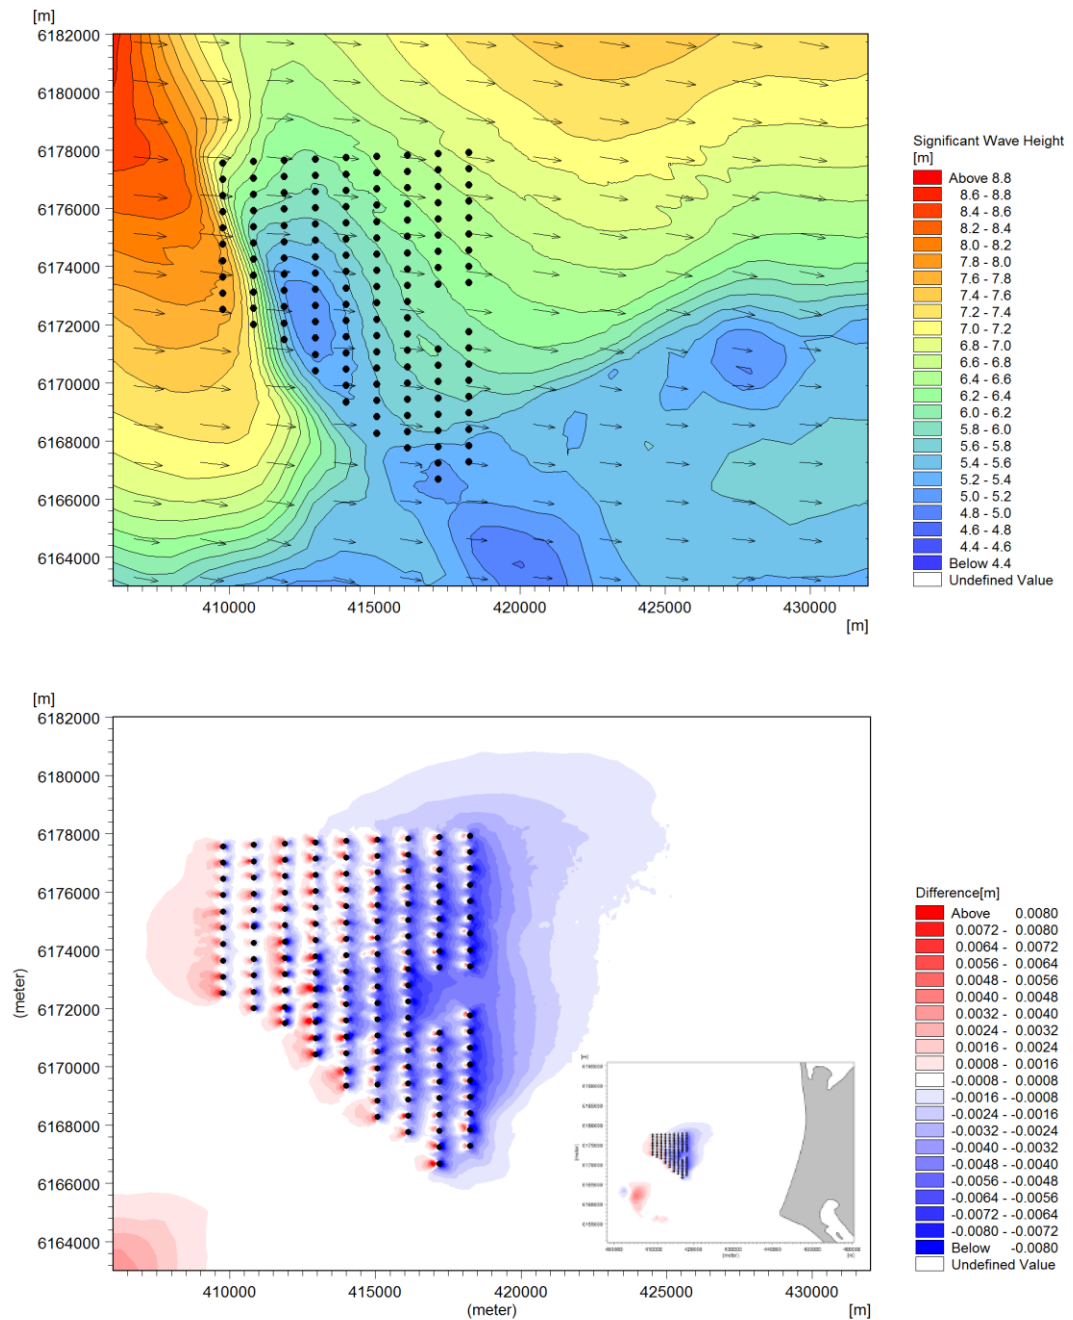 [m]
6182000
6180000
6178000
6176000
6174000
6172000
6170000
6168000
6166000
6164000
410000 415000 420000 425000 430000
[m]
Significant Wave Height
[m]
Above 8.8
8.6 - 8.8
8.4 - 8.6
8.2 - 8.4
8.0 - 8.2
7.8 - 8.0
7.6 - 7.8
7.4 - 7.6
7.2 - 7.4
7.0 - 7.2
6.8 - 7.0
6.6 - 6.8
6.4 - 6.6
6.2 - 6.4
6.0 - 6.2
5.8 - 6.0
5.6 - 5.8
5.4 - 5.6
5.2 - 5.4
5.0 - 5.2
4.8 - 5.0
4.6 - 4.8
4.4 - 4.6
Below 4.4
Undefined Value
[m]
6182000
6180000
6178000
6176000
6174000
6172000
6170000
6168000
6166000
6164000
(meter)
410000 415000 420000 425000 430000
(meter) [m]
Difference[m]
Above 0.0080
0.0072 - 0.0080
0.0064 - 0.0072
0.0056 - 0.0064
0.0048 - 0.0056
0.0040 - 0.0048
0.0032 - 0.0040
0.0024 - 0.0032
0.0016 - 0.0024
0.0008 - 0.0016
-0.0008 - 0.0008
-0.0016 - -0.0008
-0.0024 - -0.0016
-0.0032 - -0.0024
-0.0040 - -0.0032
-0.0048 - -0.0040
-0.0056 - -0.0048
-0.0064 - -0.0056
-0.0072 - -0.0064
-0.0080 - -0.0072
Below -0.0080
Undefined Value